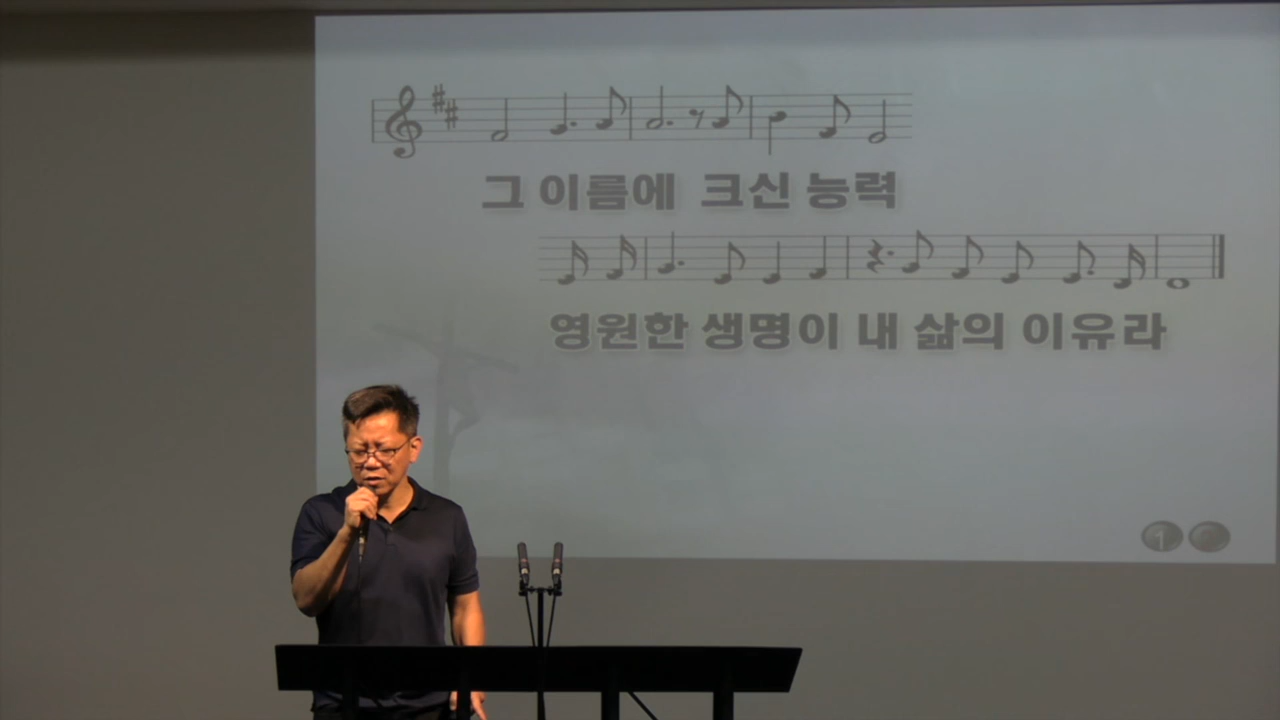 그 이름에 크신 능력
영원한 생명이 내 삶의 이유라
1